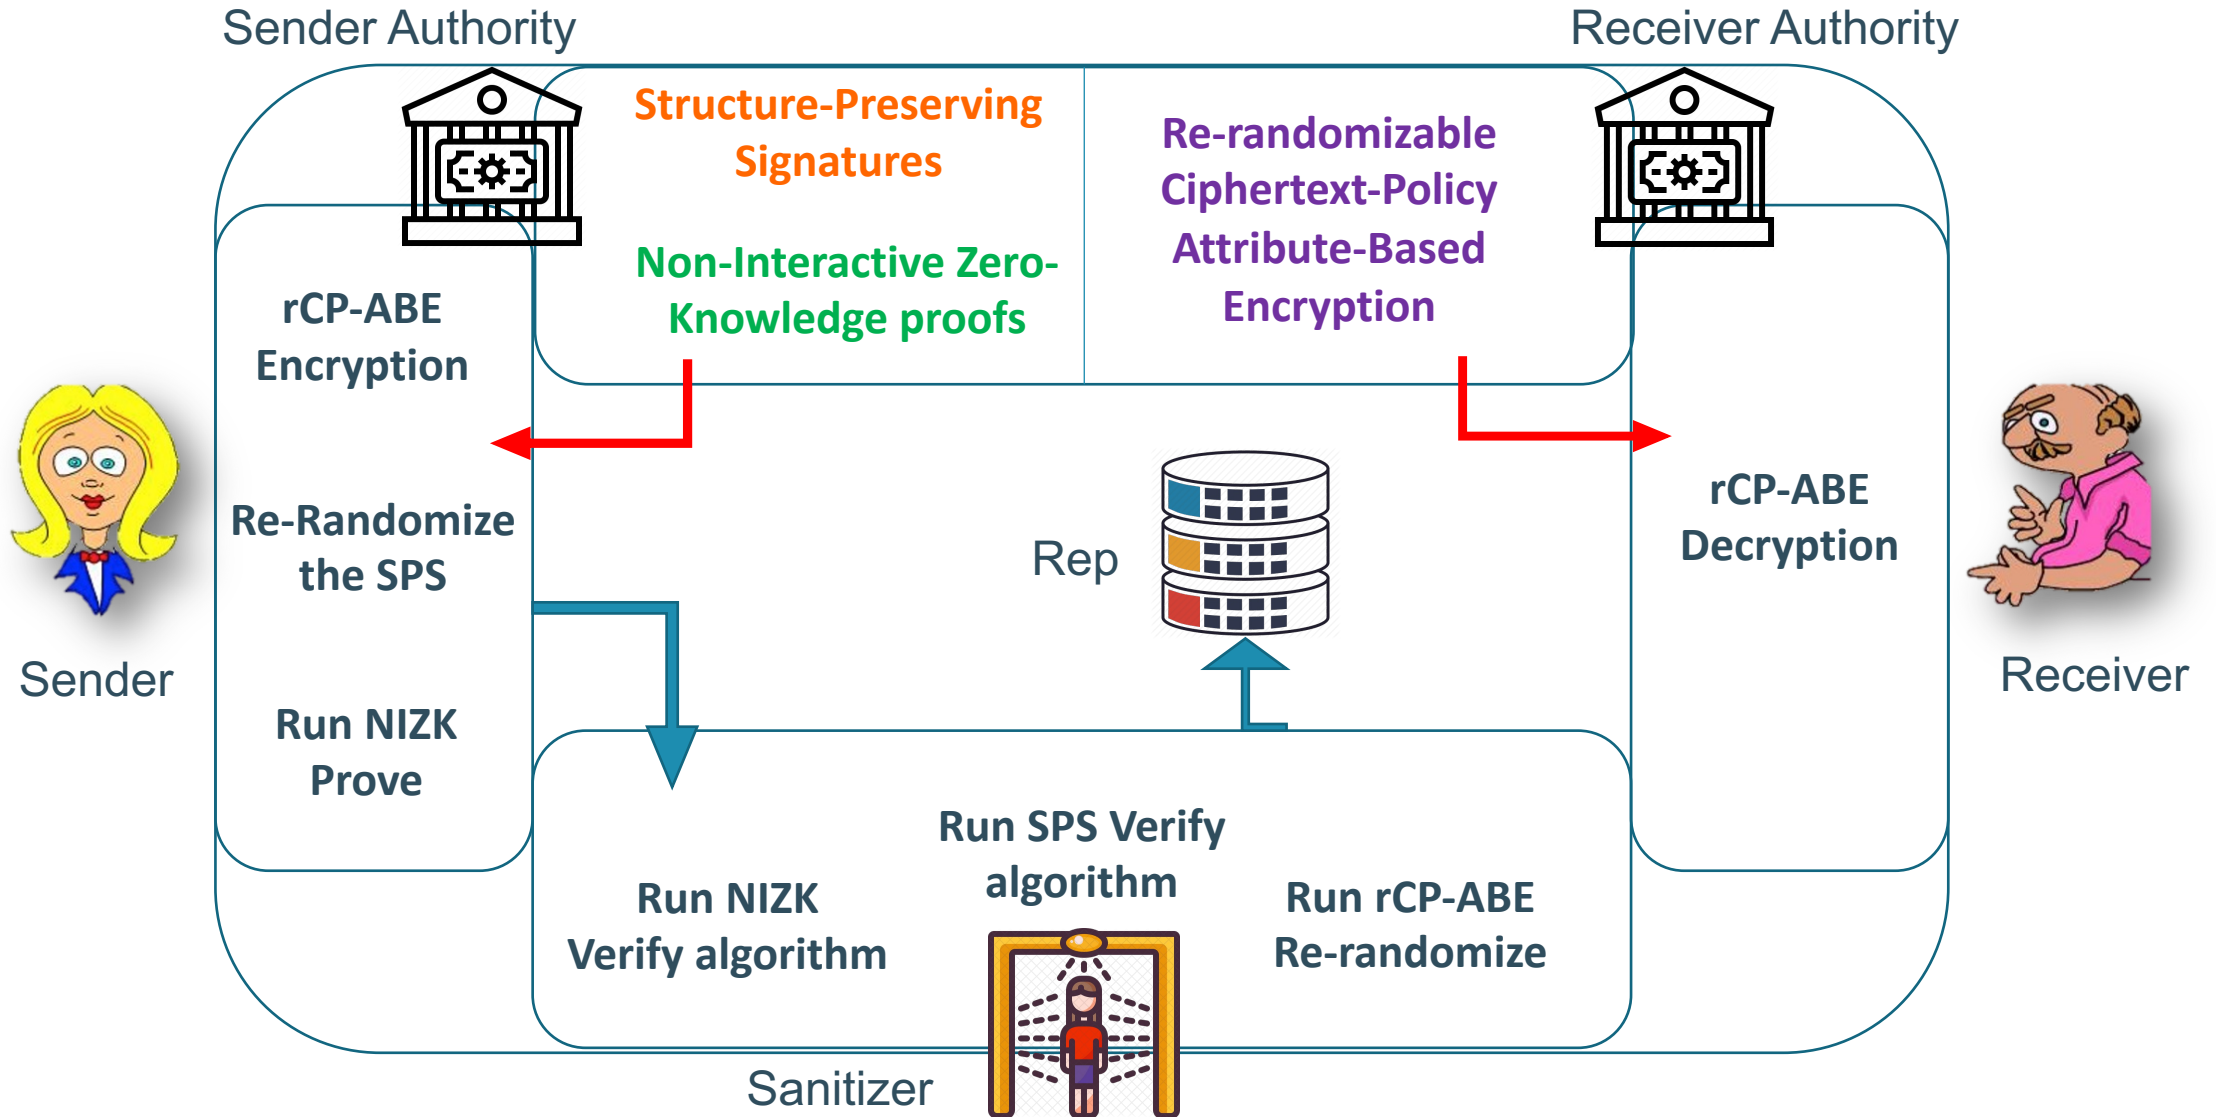 Sender Authority
Receiver Authority
Structure-Preserving
Signatures
Non-Interactive Zero-
Knowledge proofs
Re-randomizable
Ciphertext-Policy
Attribute-Based
Encryption
rCP-ABE
Encryption
Re-Randomize
the SPS
Run NIZK
Prove
Sender
Rep
rCP-ABE
Decryption
Receiver
Run NIZK
Verify algorithm
Run SPS Verify
algorithm
Run rCP-ABE
Re-randomize
Sanitizer